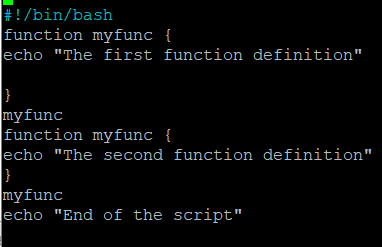 #!/bin/bash
function myfunc {
echo "The first function definition"
}
myfunc
function myfunc {
echo "The second function definition"
}
myfunc
echo "End of the script"